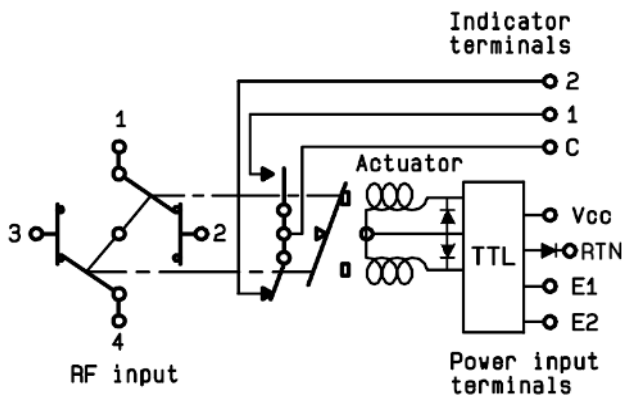 Indicator
terminals
2
1
C
1
Actuator
3
2
TTL
Vcc
RTN
E1
E2
4
RF input
Power input
terminals